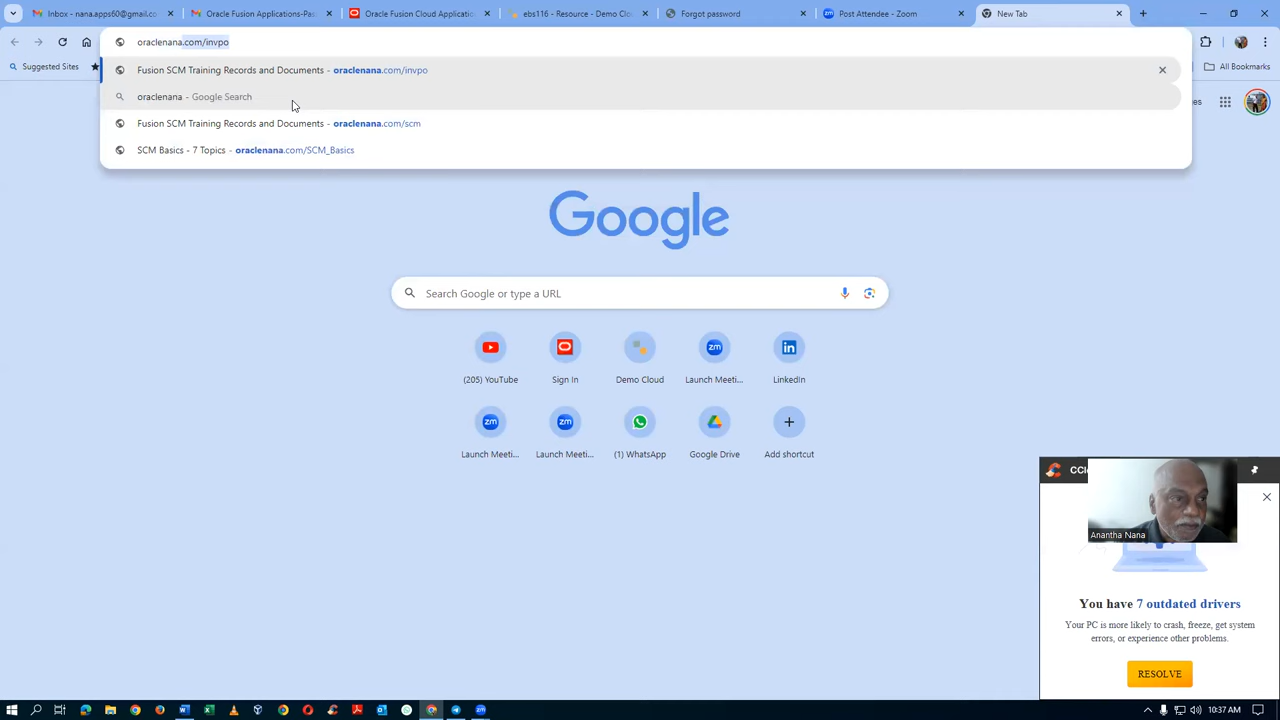 Inbox - nana.apps60@gmail.co
Oracle Fusion Applications-Pas
Oracle Fusion Cloud Application
ebs116 - Resource - Demo Clo
Forgot password
Post Attendee - Zoom
New Tab
oraclenana.com/invpo
Suggested Sites
All Bookmarks
Fusion SCM Training Records and Documents - oraclenana.com/invpo
oraclenana - Google Search
Fusion SCM Training Records and Documents - oraclenana.com/scm
SCM Basics - 7 Topics - oraclenana.com/SCM_Basics
Google
Search Google or type a URL
(205) YouTube
Sign In
Demo Cloud
Launch Meeti...
LinkedIn
Launch Meeti...
Launch Meeti...
(1) WhatsApp
Google Drive
Add shortcut
Anantha Nana
You have 7 outdated drivers
Your PC is more likely to crash, freeze, get system
errors, or experience other problems.
RESOLVE
10:37 AM